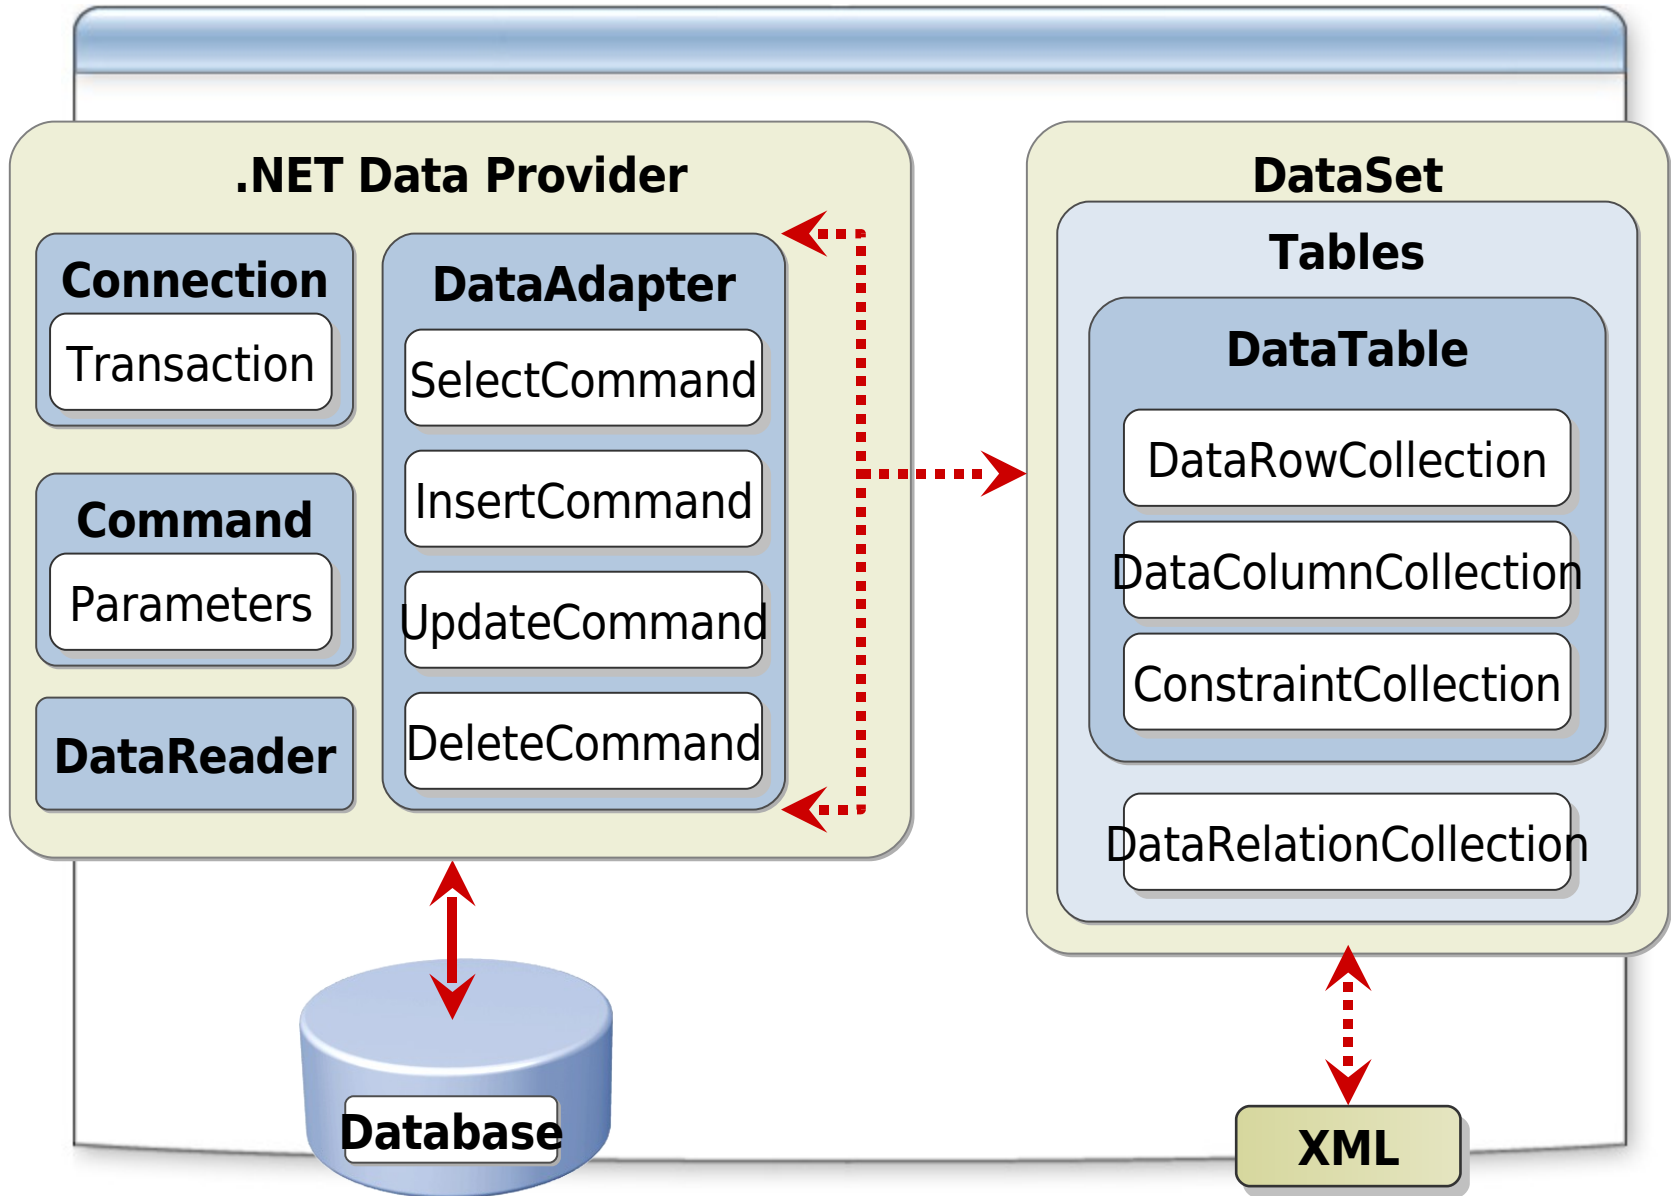 .NET Data Provider
Connection
Transaction
Command
Parameters
DataReader
DataAdapter
SelectCommand
InsertCommand
UpdateCommand
DeleteCommand
Database
DataSet
Tables
DataTable
DataRowCollection
DataColumnCollection
ConstraintCollection
DataRelationCollection
XML